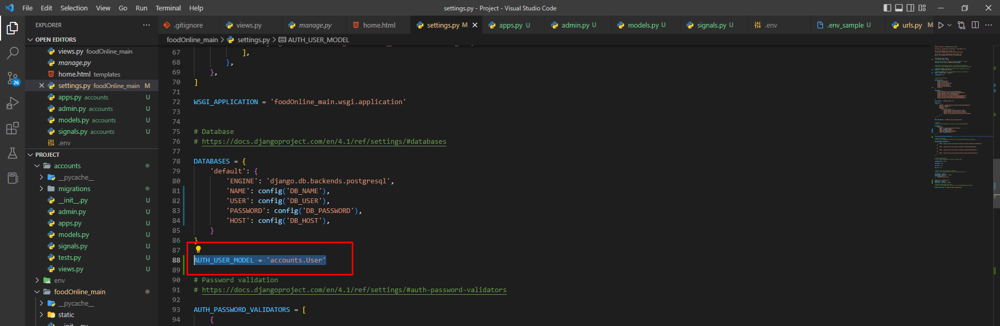 File Edit Selection View Go Run Terminal Help
settings.py - Project - Visual Studio Code
EXPLORER
.gitignore views.py manage.py home.html settings.py M apps.py U admin.py U models.py U signals.py U .env .env_sample U urls.py M
OPEN EDITORS
foodOnline_main > settings.py > AUTH_USER_MODEL
views.py foodOnline_main
manage.py
home.html templates
settings.py foodOnline_main M
apps.py accounts U
admin.py accounts U
models.py accounts U
signals.py accounts U
.env
26
PROJECT
accounts
__pycache__
migrations
__init__.py U
admin.py U
apps.py U
models.py U
signals.py U
tests.py U
views.py U
env
foodOnline_main
__pycache__
static
__init__.py
67 ],
68 },
69 },
70 ]
71
72 WSGI_APPLICATION = 'foodOnline_main.wsgi.application'
73
74
75 # Database
76 # https://docs.djangoproject.com/en/4.1/ref/settings/#databases
77
78 DATABASES = {
79 'default': {
80 'ENGINE': 'django.db.backends.postgresql',
81 'NAME': config('DB_NAME'),
82 'USER': config('DB_USER'),
83 'PASSWORD': config('DB_PASSWORD'),
84 'HOST': config('DB_HOST'),
85 }
86 }
87
88 AUTH_USER_MODEL = 'accounts.User'
89
90 # Password validation
91 # https://docs.djangoproject.com/en/4.1/ref/settings/#auth-password-validators
92
93 AUTH_PASSWORD_VALIDATORS = [
94 {